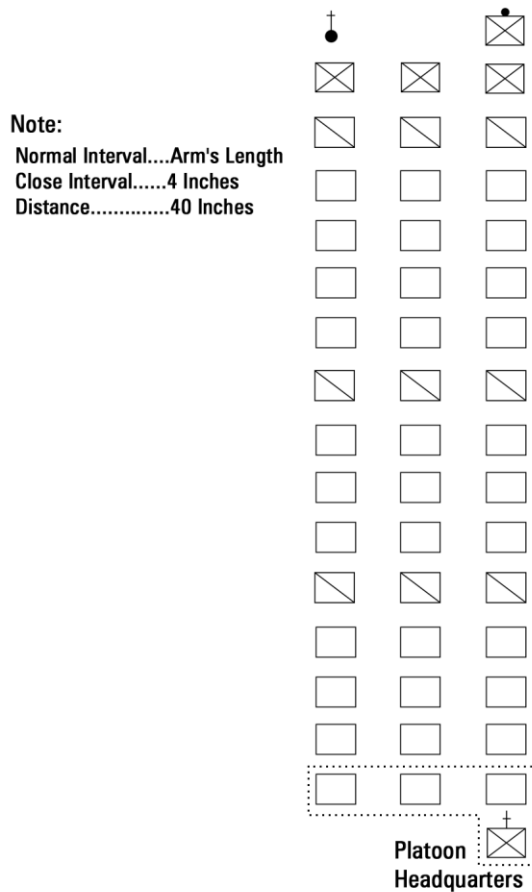 Note:
Normal Interval....Arm's Length
Close Interval......4 Inches
Distance..............40 Inches
Platoon
Headquarters